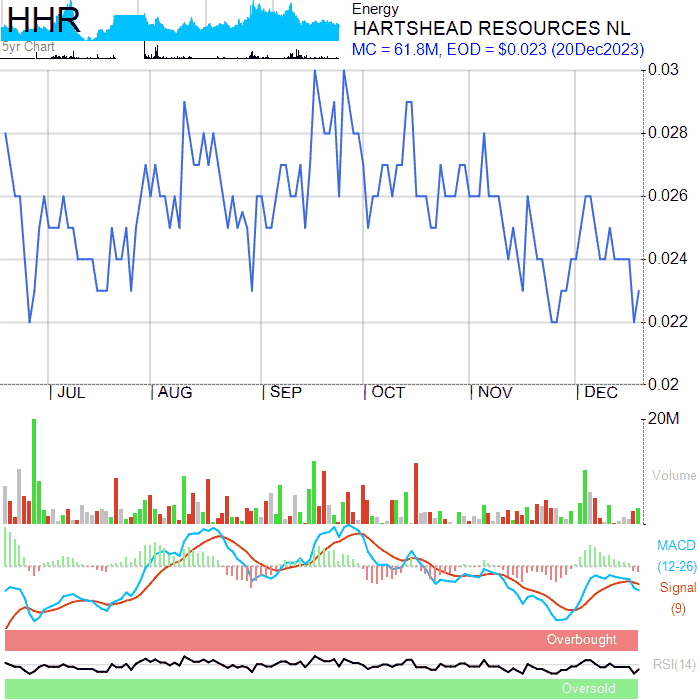 HHR
5yr Chart
Energy
HARTSHEAD RESOURCES NL
MC = 61.8M, EOD = $0.023 (20Dec2023)
0.03
0.028
0.026
0.024
0.022
0.02
JUL AUG SEP OCT NOV DEC
20M
Volume
MACD
(12-26)
Signal
(9)
Overbought
RSI(14)
Oversold